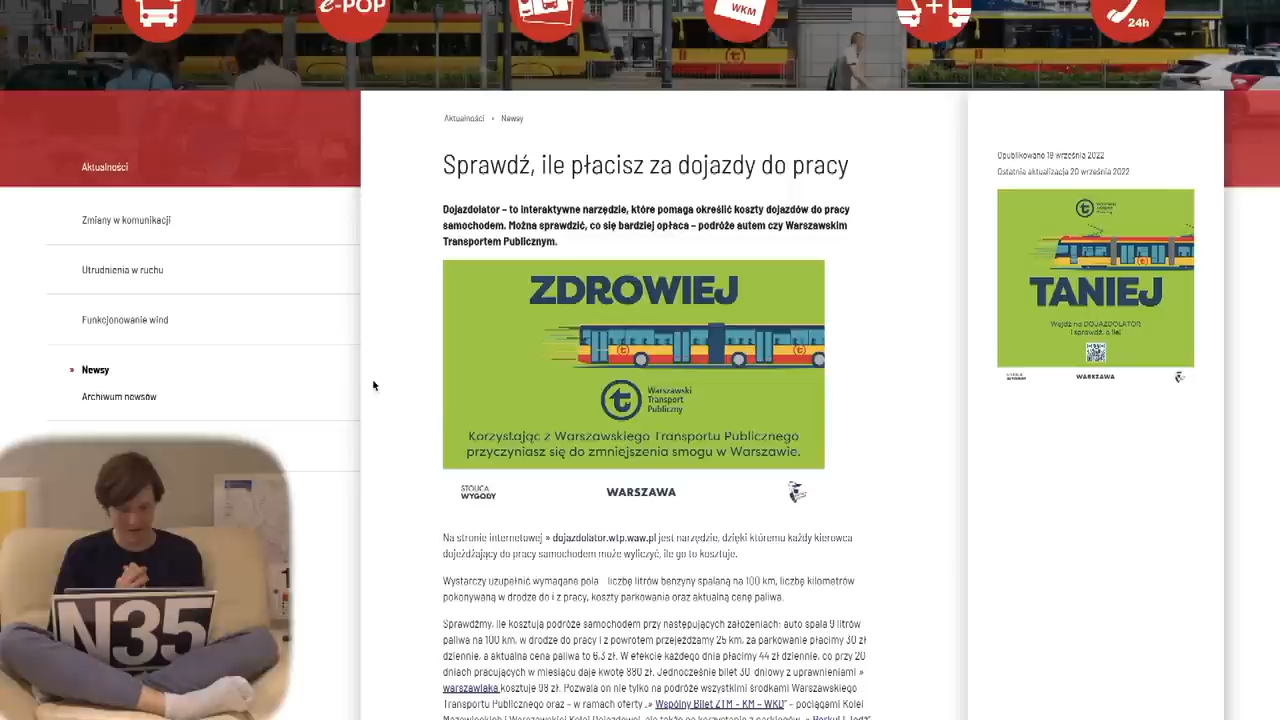 e-POP
WKM
24h
Aktualności • Newsy
Aktualności
Sprawdź, ile płacisz za dojazdy do pracy
Opublikowano 19 września 2022
Ostatnia aktualizacja 20 września 2022
Zmiany w komunikacji
Utrudnienia w ruchu
Funkcjonowanie wind
» Newsy
Archiwum newsów
Dojazdolator – to interaktywne narzędzie, które pomaga określić koszty dojazdów do pracy
samochodem. Można sprawdzić, co się bardziej opłaca – podróże autem czy Warszawskim
Transportem Publicznym.
ZDROWIEJ
Warszawski
Transport
Publiczny
Korzystając z Warszawskiego Transportu Publicznego
przyczyniasz się do zmniejszenia smogu w Warszawie.
STOLICA
WYGODY
WARSZAWA
TANIEJ
Wejdź na DOJAZDOLATOR
i sprawdź, o ile!
WARSZAWA
Na stronie internetowej » dojazdolator.wtp.waw.pl jest narzędzie, dzięki któremu każdy kierowca
dojeżdżający do pracy samochodem może wyliczyć, ile go to kosztuje.
Wystarczy uzupełnić wymagane pola liczbę litrów benzyny spalaną na 100 km, liczbę kilometrów
pokonywaną w drodze do i z pracy, koszty parkowania oraz aktualną cenę paliwa.
Sprawdźmy, ile kosztują podróże samochodem przy następujących założeniach: auto spala 9 litrów
paliwa na 100 km, w drodze do pracy i z powrotem przejeżdżamy 25 km, za parkowanie płacimy 30 zł
dziennie, a aktualna cena paliwa to 6,3 zł. W efekcie każdego dnia płacimy 44 zł dziennie, co przy 20
dniach pracujących w miesiącu daje kwotę 880 zł. Jednocześnie bilet 30 dniowy z uprawnieniami »
warszawiaka kosztuje 98 zł. Pozwala on nie tylko na podróże wszystkimi środkami Warszawskiego
Transportu Publicznego oraz – w ramach oferty „» Wspólny Bilet ZTM - KM – WKD" – pociągami Kolei
Mazowieckich i Warszawskiej Kolei Dojazdowej, ale także na korzystanie z parkingów „» Parkuj i Jedź"
N35